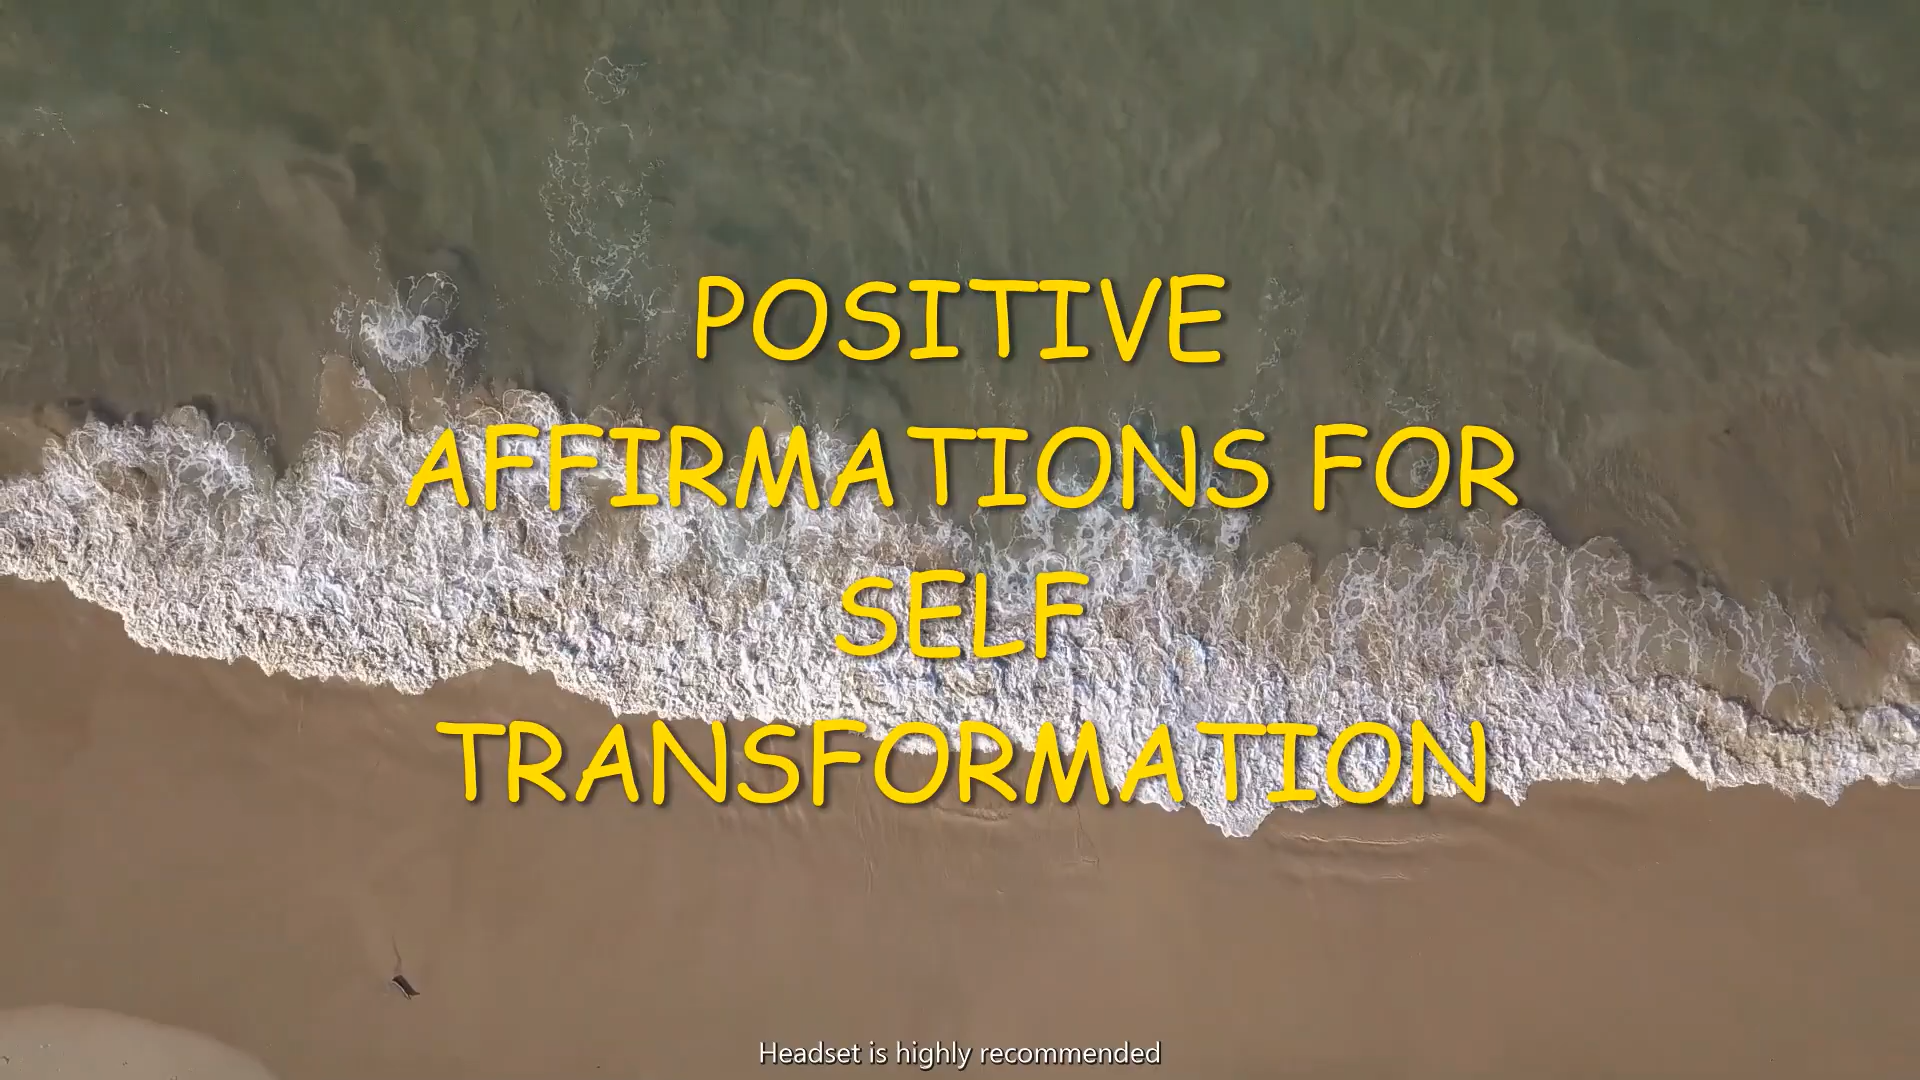 POSITIVE
AFFIRMATIONS FOR
SELF
TRANSFORMATION
Headset is highly recommended